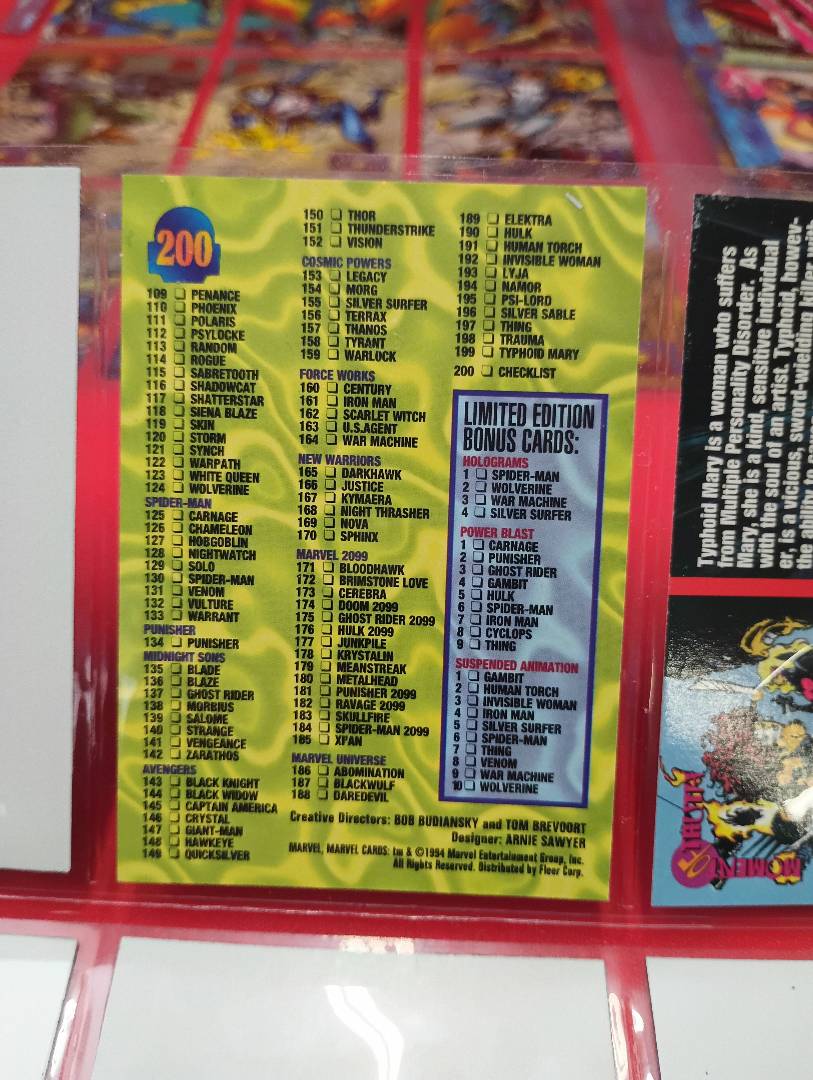 200
109 PENANCE
110 PHOENIX
111 POLARIS
112 PSYLOCKE
113 RANDOM
114 ROGUE
115 SABRETOOTH
116 SHADOWCAT
117 SHATTERSTAR
118 SIENA BLAZE
119 SKIN
120 STORM
121 SYNCH
122 WARPATH
123 WHITE QUEEN
124 WOLVERINE
SPIDER-MAN
125 CARNAGE
126 CHAMELEON
127 HOBGOBLIN
128 NIGHTWATCH
129 SOLO
130 SPIDER-MAN
131 VENOM
132 VULTURE
133 WARRANT
PUNISHER
134 PUNISHER
MIDNIGHT SONS
135 BLADE
136 BLAZE
137 GHOST RIDER
138 MORBIUS
139 SALOME
140 STRANGE
141 VENGEANCE
142 ZARATHOS
AVENGERS
143 BLACK KNIGHT
144 BLACK WIDOW
145 CAPTAIN AMERICA
146 CRYSTAL
147 GIANT-MAN
148 HAWKEYE
149 QUICKSILVER
150 THOR
151 THUNDERSTRIKE
152 VISION
COSMIC POWERS
153 LEGACY
154 MORG
155 SILVER SURFER
156 TERRAX
157 THANOS
158 TYRANT
159 WARLOCK
FORCE WORKS
160 CENTURY
161 IRON MAN
162 SCARLET WITCH
163 U.S.AGENT
164 WAR MACHINE
NEW WARRIORS
165 DARKHAWK
166 JUSTICE
167 KYMAERA
168 NIGHT THRASHER
169 NOVA
170 SPHINX
MARVEL 2099
171 BLOODHAWK
172 BRIMSTONE LOVE
173 CEREBRA
174 DOOM 2099
175 GHOST RIDER 2099
176 HULK 2099
177 JUNKPILE
178 KRYSTALIN
179 MEANSTREAK
180 METALHEAD
181 PUNISHER 2099
182 RAVAGE 2099
183 SKULLFIRE
184 SPIDER-MAN 2099
185 XI'AN
MARVEL UNIVERSE
186 ABOMINATION
187 BLACKWULF
188 DAREDEVIL
189 ELEKTRA
190 HULK
191 HUMAN TORCH
192 INVISIBLE WOMAN
193 LYJA
194 NAMOR
195 PSI-LORD
196 SILVER SABLE
197 THING
198 TRAUMA
199 TYPHOID MARY
200 CHECKLIST
LIMITED EDITION
BONUS CARDS:
HOLOGRAMS
1 SPIDER-MAN
2 WOLVERINE
3 WAR MACHINE
4 SILVER SURFER
POWER BLAST
1 CARNAGE
2 PUNISHER
3 GHOST RIDER
4 GAMBIT
5 HULK
6 SPIDER-MAN
7 IRON MAN
8 CYCLOPS
9 THING
SUSPENDED ANIMATION
1 GAMBIT
2 HUMAN TORCH
3 INVISIBLE WOMAN
4 IRON MAN
5 SILVER SURFER
6 SPIDER-MAN
7 THING
8 VENOM
9 WAR MACHINE
10 WOLVERINE
Creative Directors: BOB BUDIANSKY and TOM BREVOORT
Designer: ARNIE SAWYER
MARVEL, MARVEL CARDS: tm & ©1994 Marvel Entertainment Group, Inc.
All Rights Reserved. Distributed by Fleer Corp.
Typhoid Mary is a woman who suffers
from Multiple Personality Disorder. As
Mary, she is a kind, sensitive individual
with the soul of an artist. Typhoid, howev-
er, is a vicious, sword-wielding killer with
the ability to
MOMENT
OF TRUTH